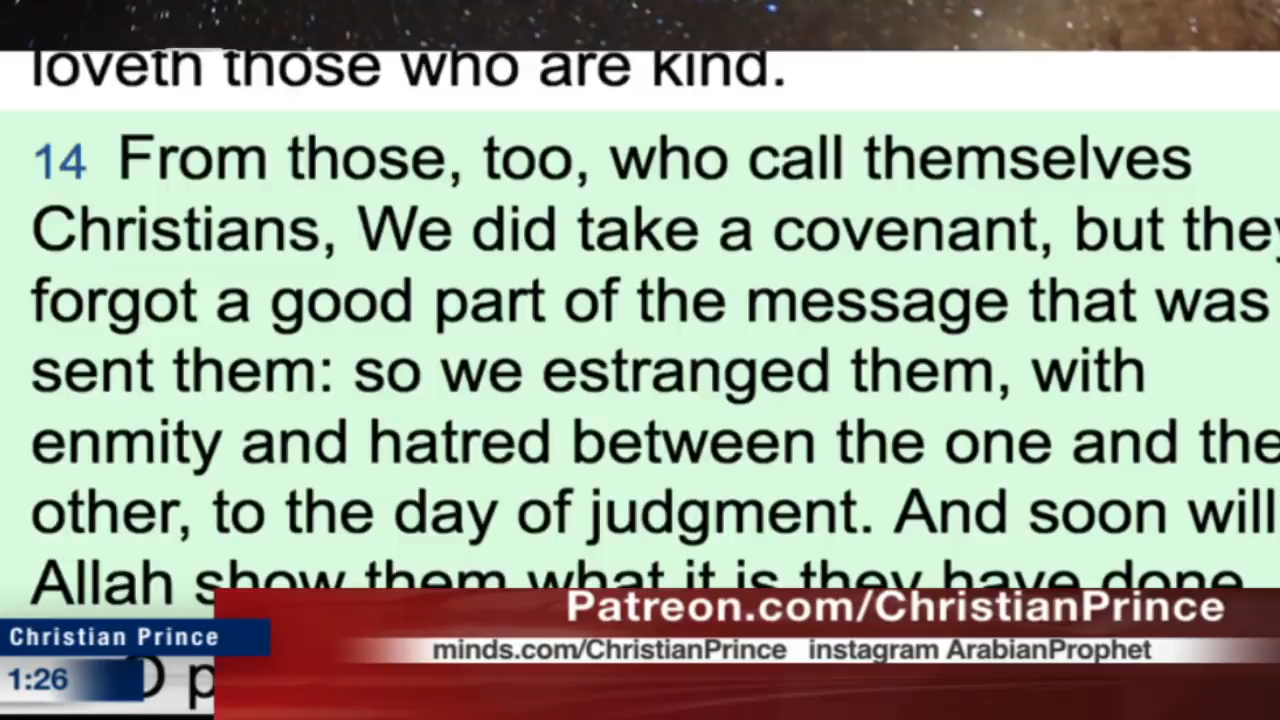 loveth those who are kind.
14 From those, too, who call themselves
Christians, We did take a covenant, but they
forgot a good part of the message that was
sent them: so we estranged them, with
enmity and hatred between the one and the
other, to the day of judgment. And soon will
Allah show them what it is they have done.
Patreon.com/ChristianPrince
Christian Prince
minds.com/ChristianPrince instagram ArabianProphet
1:26